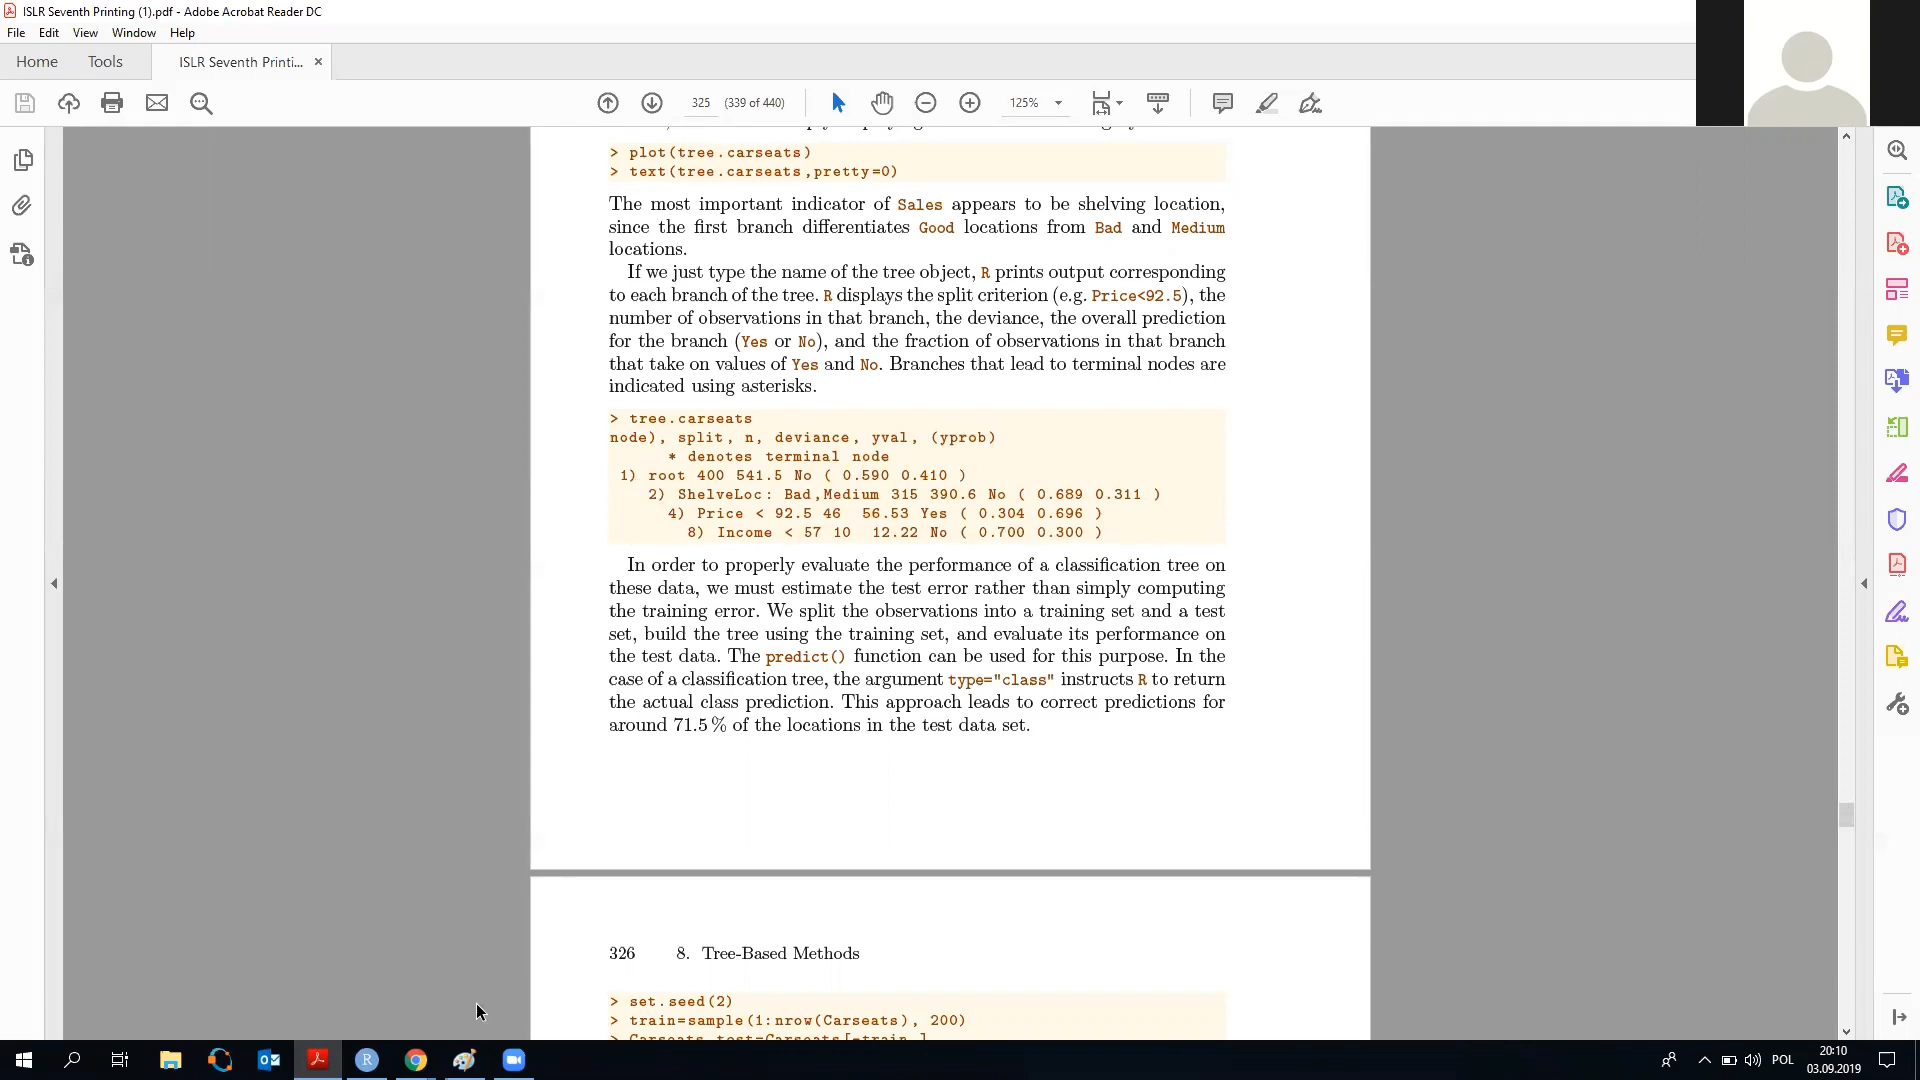 ISLR Seventh Printing (1).pdf - Adobe Acrobat Reader DC
File Edit View Window Help
Home Tools ISLR Seventh Printi... ×
325 (339 of 440) 125%
> plot(tree.carseats)
> text(tree.carseats,pretty=0)
The most important indicator of Sales appears to be shelving location,
since the first branch differentiates Good locations from Bad and Medium
locations.
If we just type the name of the tree object, R prints output corresponding
to each branch of the tree. R displays the split criterion (e.g. Price<92.5), the
number of observations in that branch, the deviance, the overall prediction
for the branch (Yes or No), and the fraction of observations in that branch
that take on values of Yes and No. Branches that lead to terminal nodes are
indicated using asterisks.
> tree.carseats
node), split, n, deviance, yval, (yprob)
* denotes terminal node
1) root 400 541.5 No ( 0.590 0.410 )
2) ShelveLoc: Bad,Medium 315 390.6 No ( 0.689 0.311 )
4) Price < 92.5 46 56.53 Yes ( 0.304 0.696 )
8) Income < 57 10 12.22 No ( 0.700 0.300 )
In order to properly evaluate the performance of a classification tree on
these data, we must estimate the test error rather than simply computing
the training error. We split the observations into a training set and a test
set, build the tree using the training set, and evaluate its performance on
the test data. The predict() function can be used for this purpose. In the
case of a classification tree, the argument type="class" instructs R to return
the actual class prediction. This approach leads to correct predictions for
around 71.5 % of the locations in the test data set.
326 8. Tree-Based Methods
> set.seed(2)
> train=sample(1:nrow(Carseats), 200)
> Carseats.test=Carseats[-train,]
POL
20:10
03.09.2019